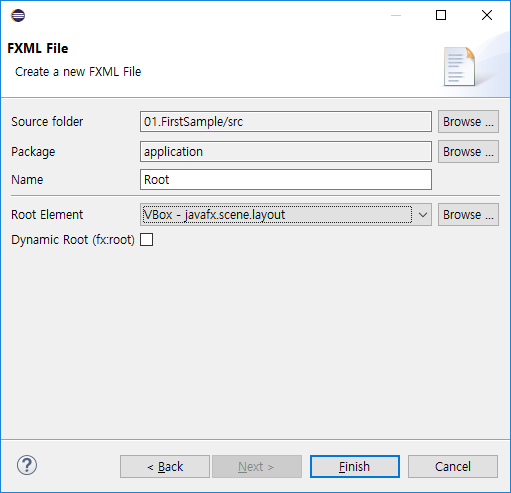 FXML File
Create a new FXML File
Source folder 01.FirstSample/src Browse ...
Package application Browse ...
Name Root
Root Element VBox - javafx.scene.layout Browse ...
Dynamic Root (fx:root)
? < Back Next > Finish Cancel